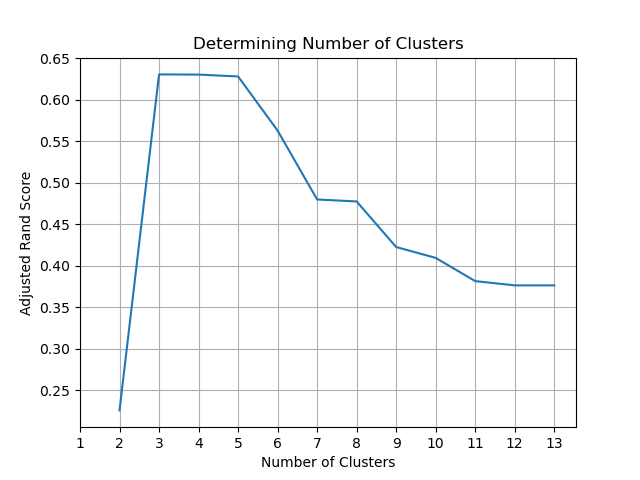 Determining Number of Clusters
0.65
0.60
0.55
0.50
0.45
0.40
0.35
0.30
0.25
Adjusted Rand Score
1 2 3 4 5 6 7 8 9 10 11 12 13
Number of Clusters